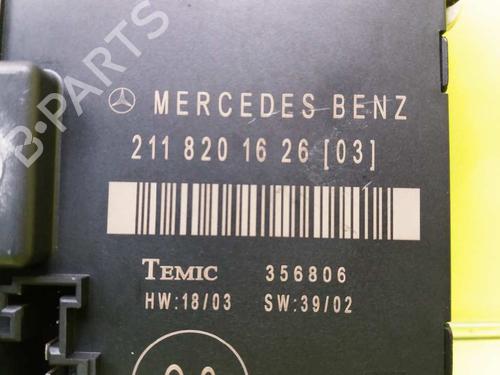 B-PARTS
MERCEDES BENZ
211 820 16 26 [03]
TEMIC 356806
HW:18/03 SW:39/02